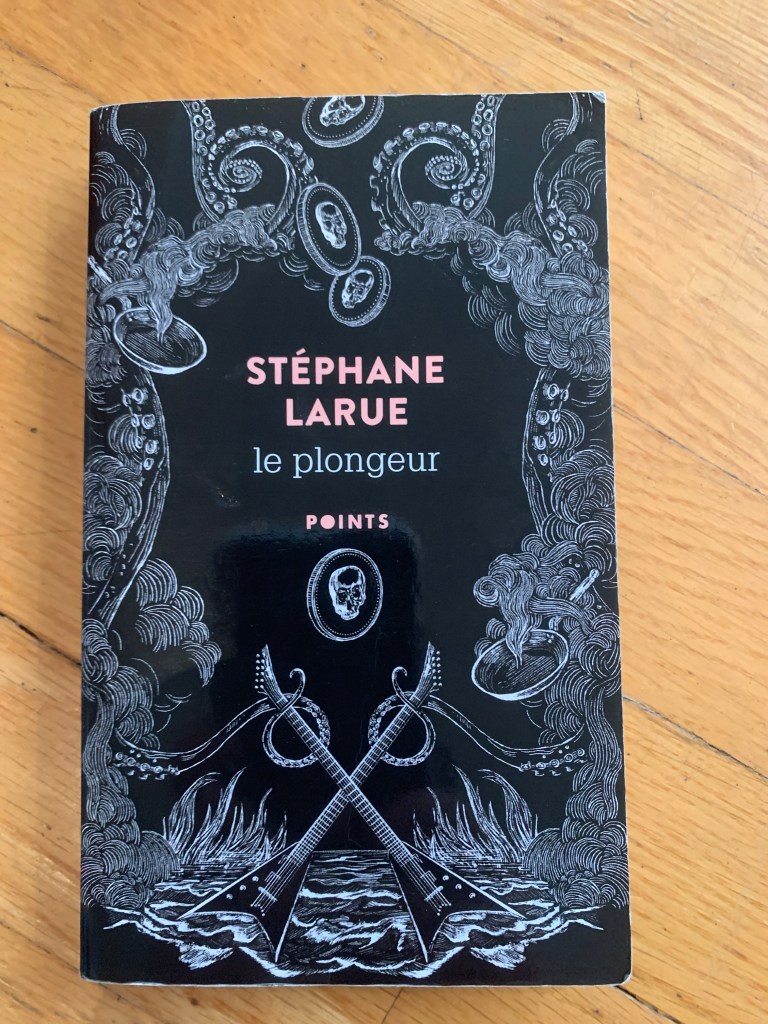 STÉPHANE
LARUE
le plongeur
POINTS